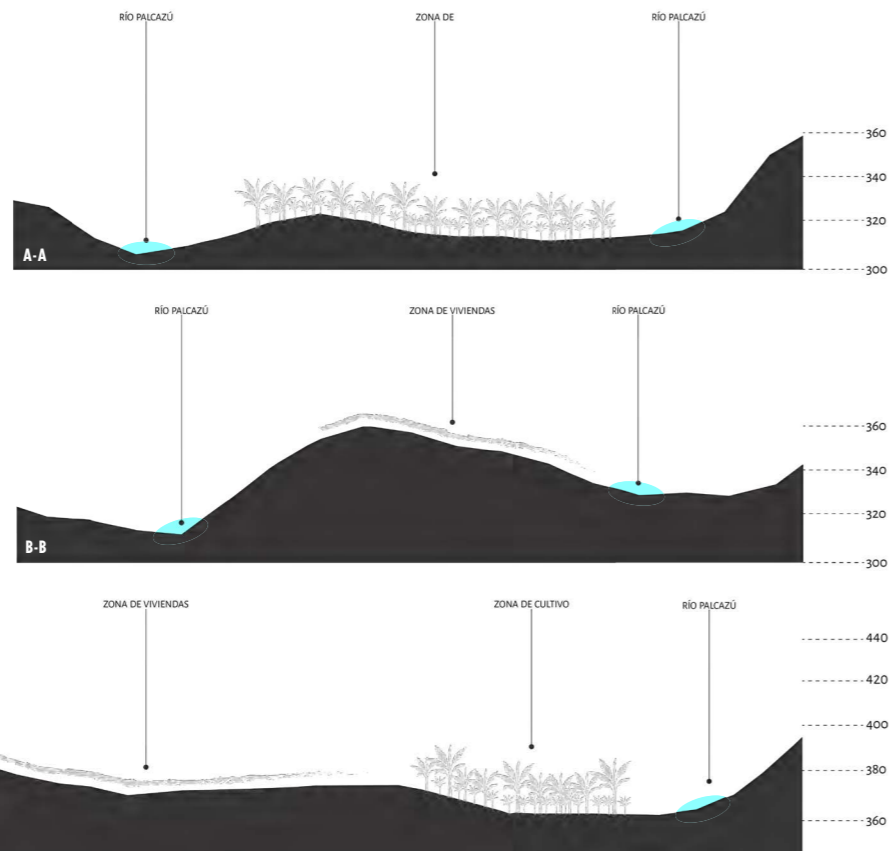 RÍO PALCAZÚ
ZONA DE
RÍO PALCAZÚ
360
340
320
300
A-A
RÍO PALCAZÚ
ZONA DE VIVIENDAS
RÍO PALCAZÚ
360
340
320
300
B-B
ZONA DE VIVIENDAS
ZONA DE CULTIVO
RÍO PALCAZÚ
440
420
400
380
360